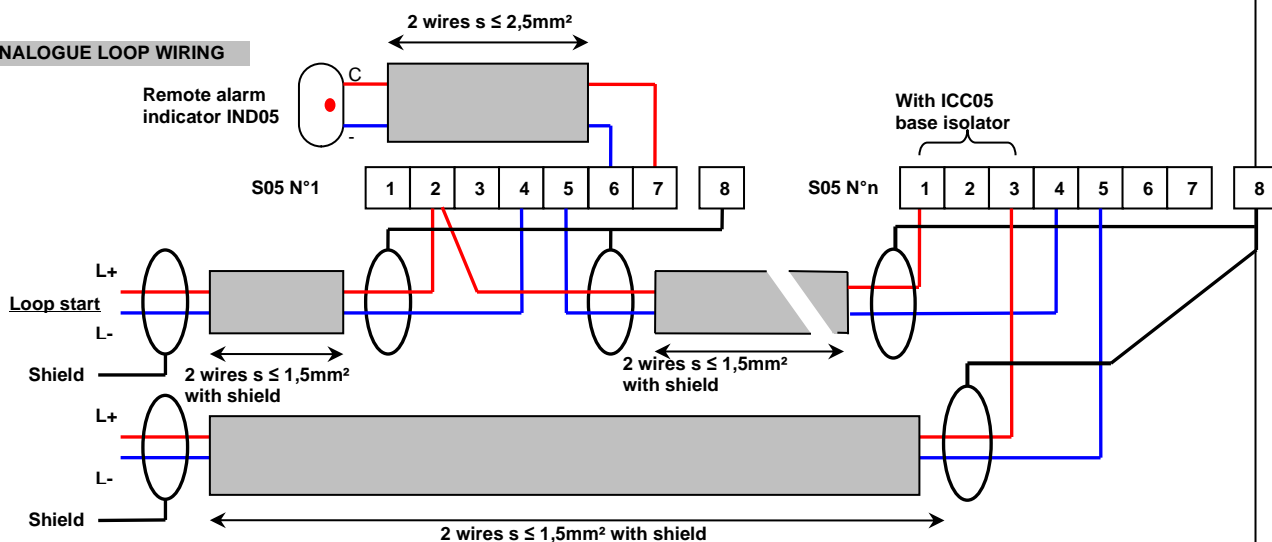 2 wires s ≤ 2,5mm²
NALOGUE LOOP WIRING
C
Remote alarm
indicator IND05
-
With ICC05
base isolator
S05 N°1
1 2 3 4 5 6 7 8
S05 N°n
1 2 3 4 5 6 7 8
L+
Loop start
L-
Shield
2 wires s ≤ 1,5mm²
with shield
2 wires s ≤ 1,5mm²
with shield
L+
L-
Shield
2 wires s ≤ 1,5mm² with shield